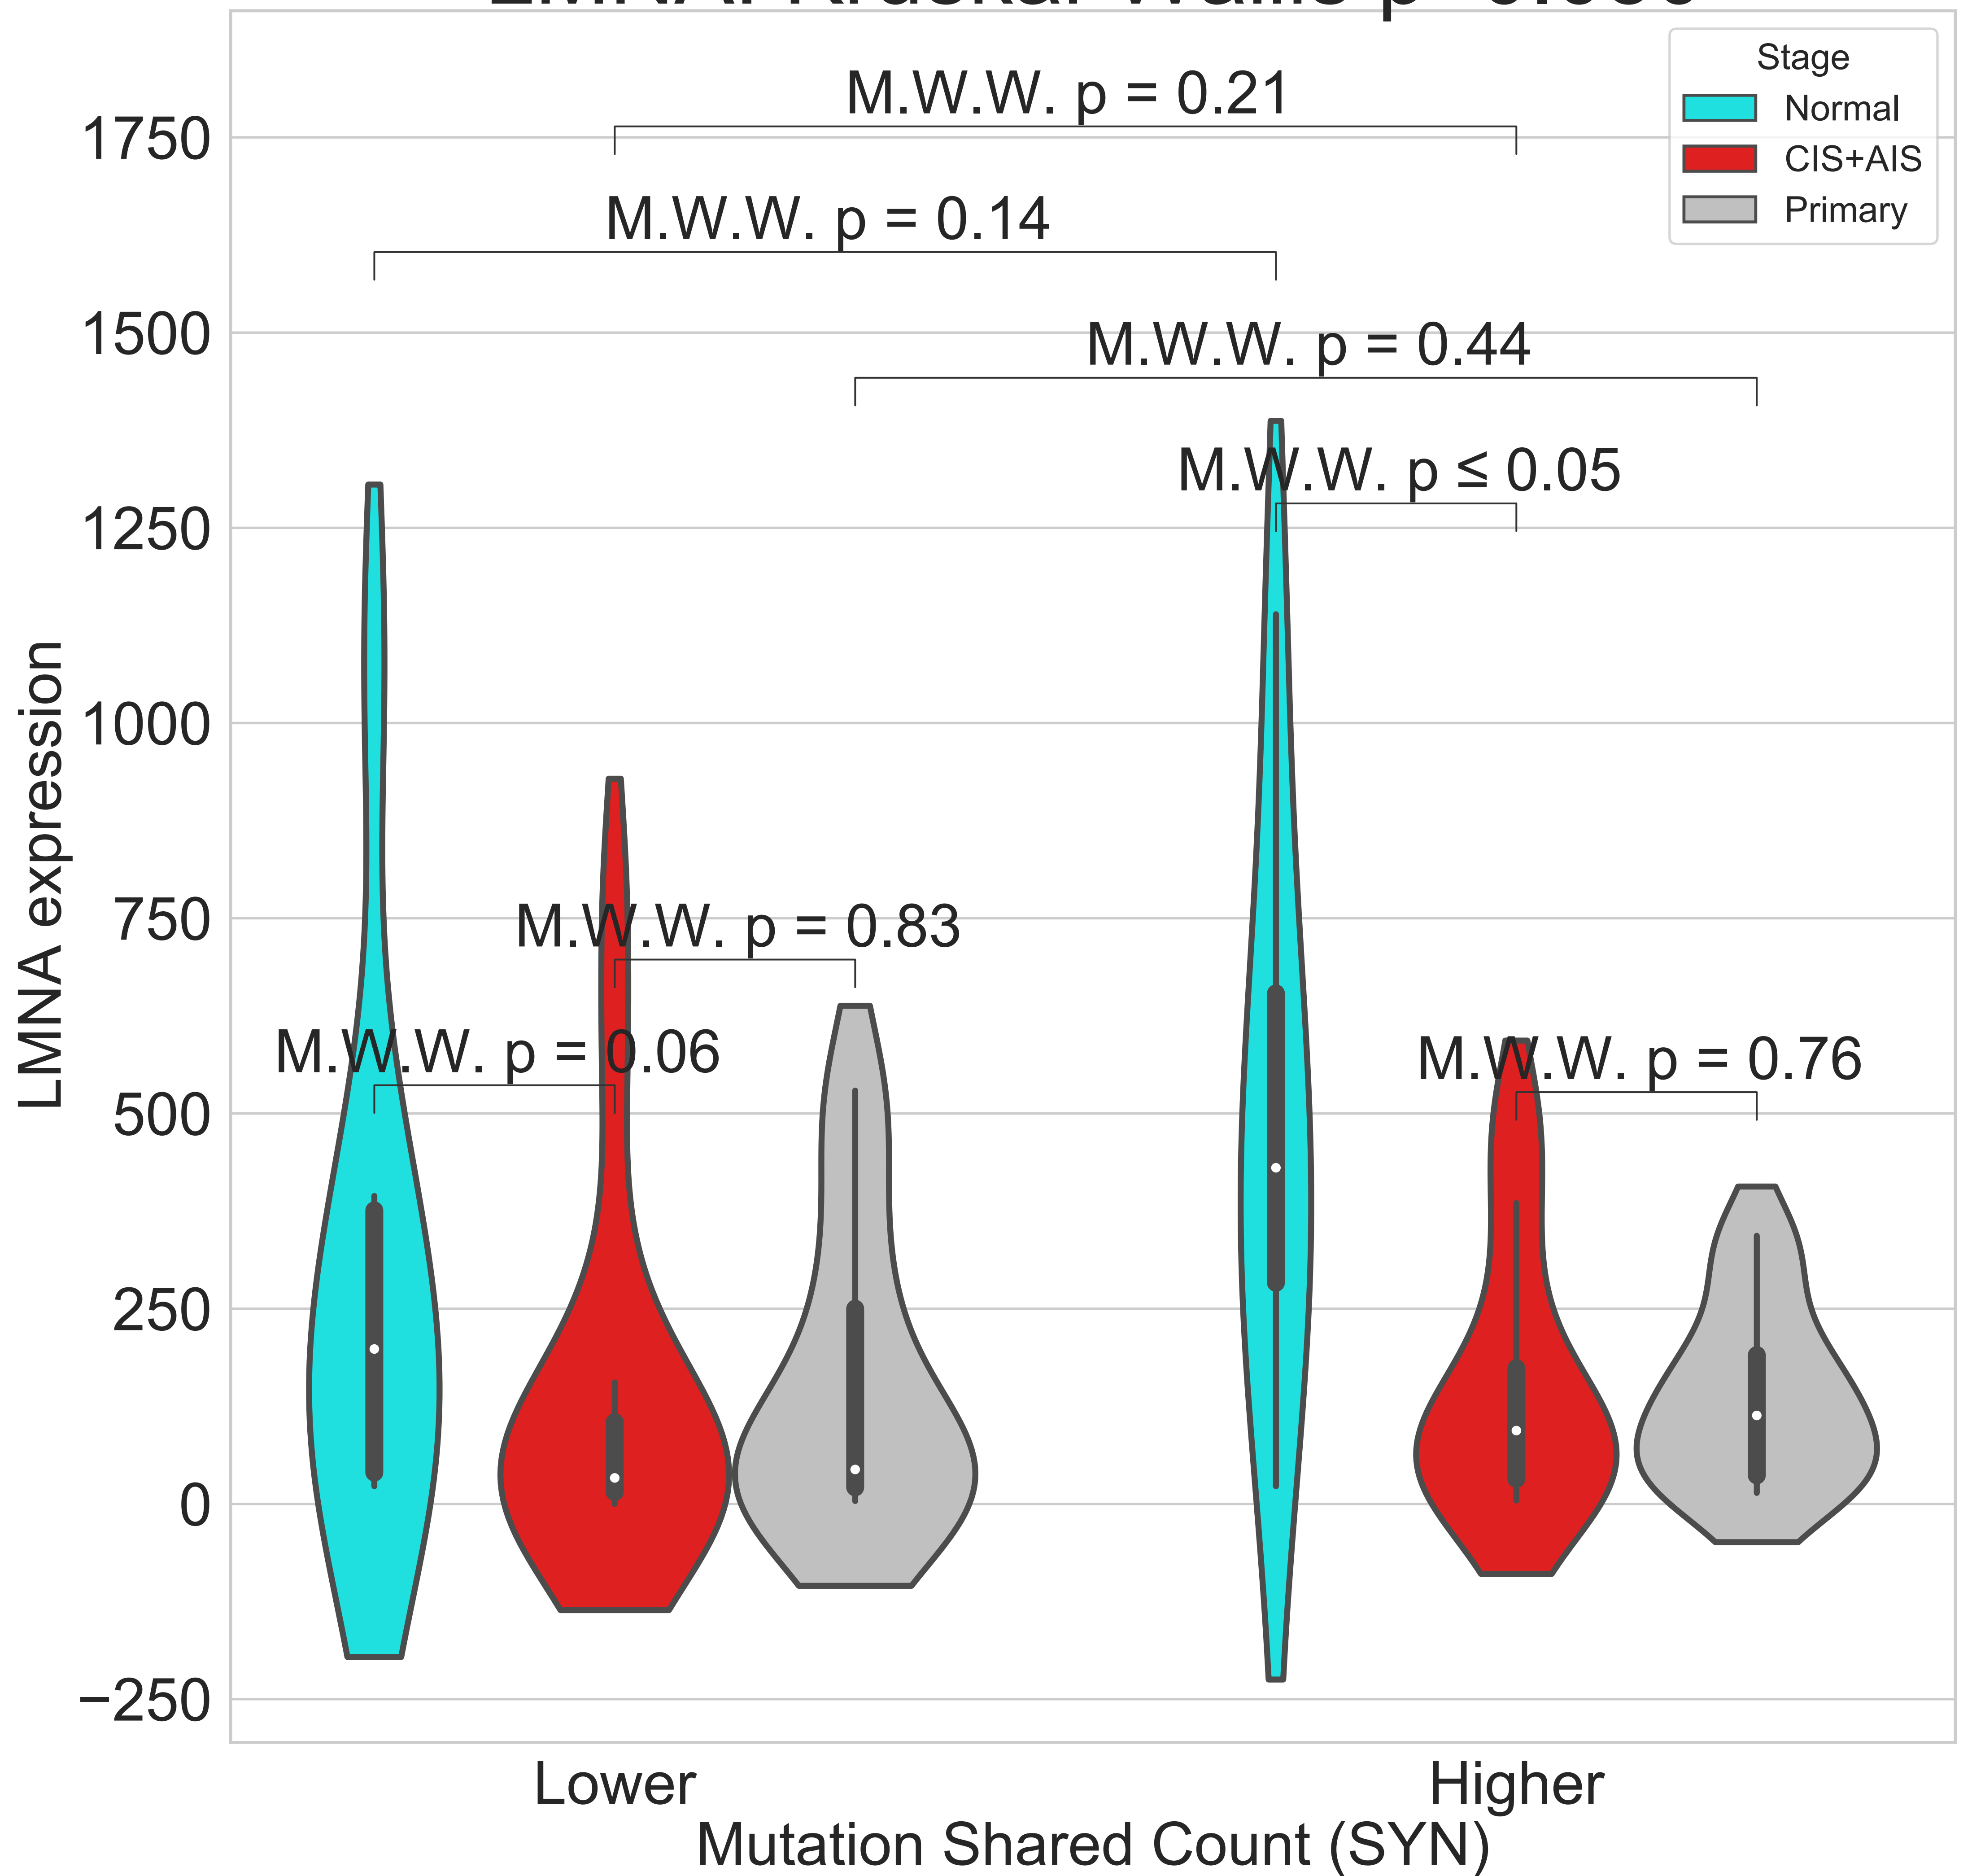 Stage
Normal
CIS+AIS
Primary
M.W.W. p = 0.21
M.W.W. p = 0.14
M.W.W. p = 0.44
M.W.W. p ≤ 0.05
M.W.W. p = 0.83
M.W.W. p = 0.06
M.W.W. p = 0.76
1750
1500
1250
1000
750
500
250
0
−250
LMNA expression
Lower
Higher
Mutation Shared Count (SYN)